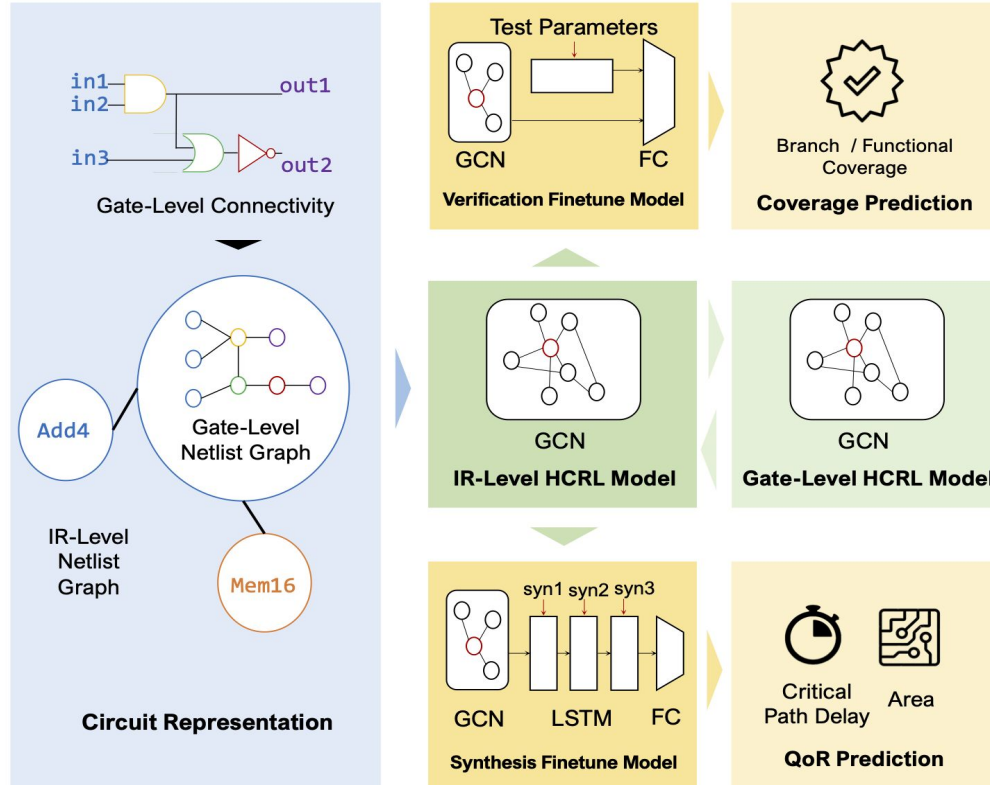 in1
in2
in3
out1
out2
Gate-Level Connectivity
Gate-Level
Netlist Graph
Add4
IR-Level
Netlist
Graph
Mem16
Circuit Representation
Test Parameters
GCN
FC
Verification Finetune Model
Branch / Functional
Coverage
Coverage Prediction
GCN
IR-Level HCRL Model
GCN
Gate-Level HCRL Model
syn1 syn2 syn3
GCN
LSTM
FC
Synthesis Finetune Model
Critical
Path Delay
Area
QoR Prediction